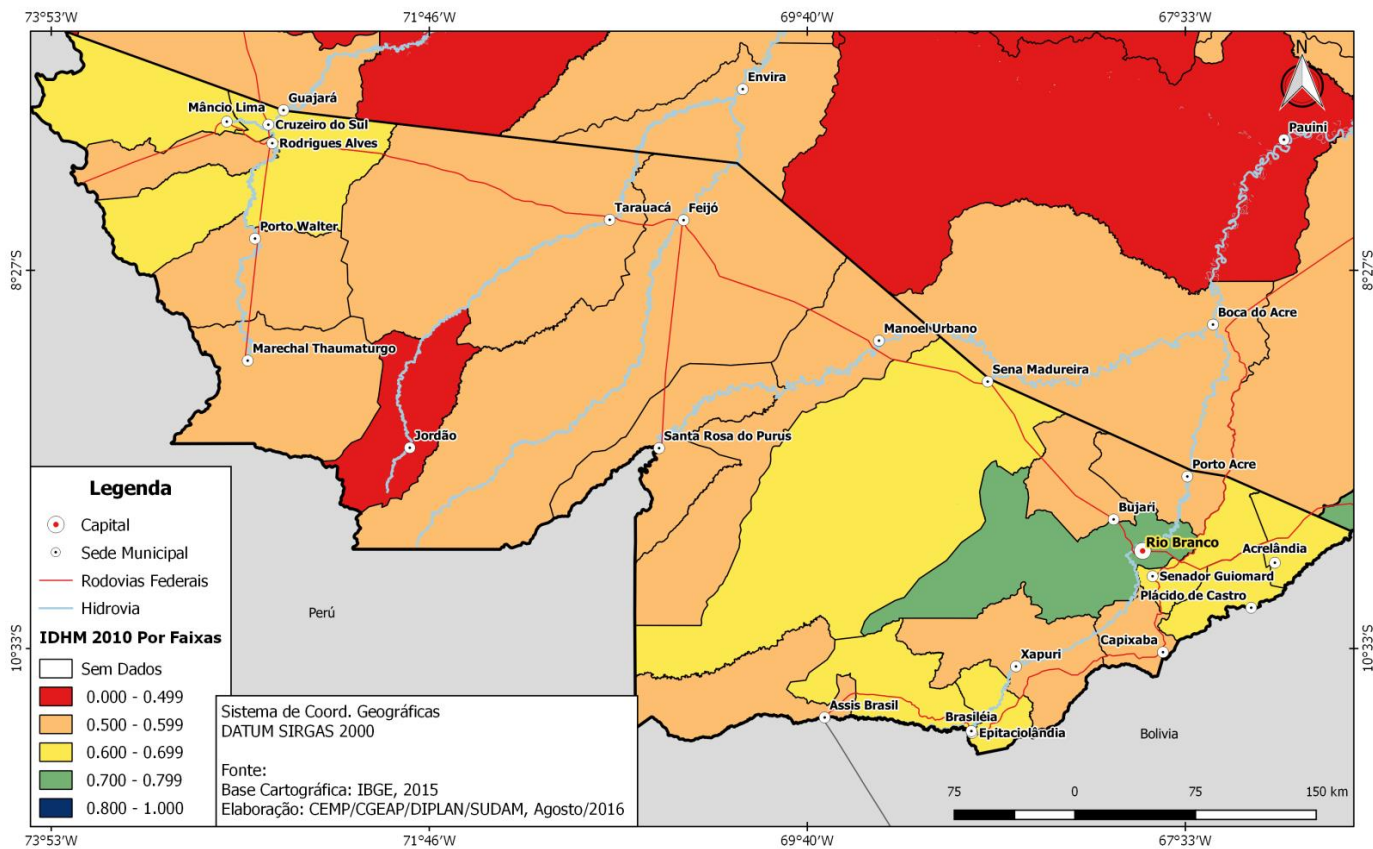 73°53'W
71°46'W
69°40'W
67°33'W
N
Envira
Guajará
Mâncio Lima
Cruzeiro do Sul
Rodrigues Alves
Pauini
Tarauacá
Feijó
Porto Walter
8°27'S
8°27'S
Boca do Acre
Manoel Urbano
Marechal Thaumaturgo
Sena Madureira
Jordão
Santa Rosa do Purus
Porto Acre
Bujari
Rio Branco
Acrelândia
Senador Guiomard
Plácido de Castro
Perú
Capixaba
Xapuri
10°33'S
10°33'S
Assis Brasil
Brasiléia
Epitaciolândia
Bolivia
Legenda
Capital
Sede Municipal
Rodovias Federais
Hidrovia
IDHM 2010 Por Faixas
Sem Dados
0.000 - 0.499
0.500 - 0.599
0.600 - 0.699
0.700 - 0.799
0.800 - 1.000
Sistema de Coord. Geográficas
DATUM SIRGAS 2000
Fonte:
Base Cartográfica: IBGE, 2015
Elaboração: CEMP/CGEAP/DIPLAN/SUDAM, Agosto/2016
75 0 75 150 km
73°53'W
71°46'W
69°40'W
67°33'W